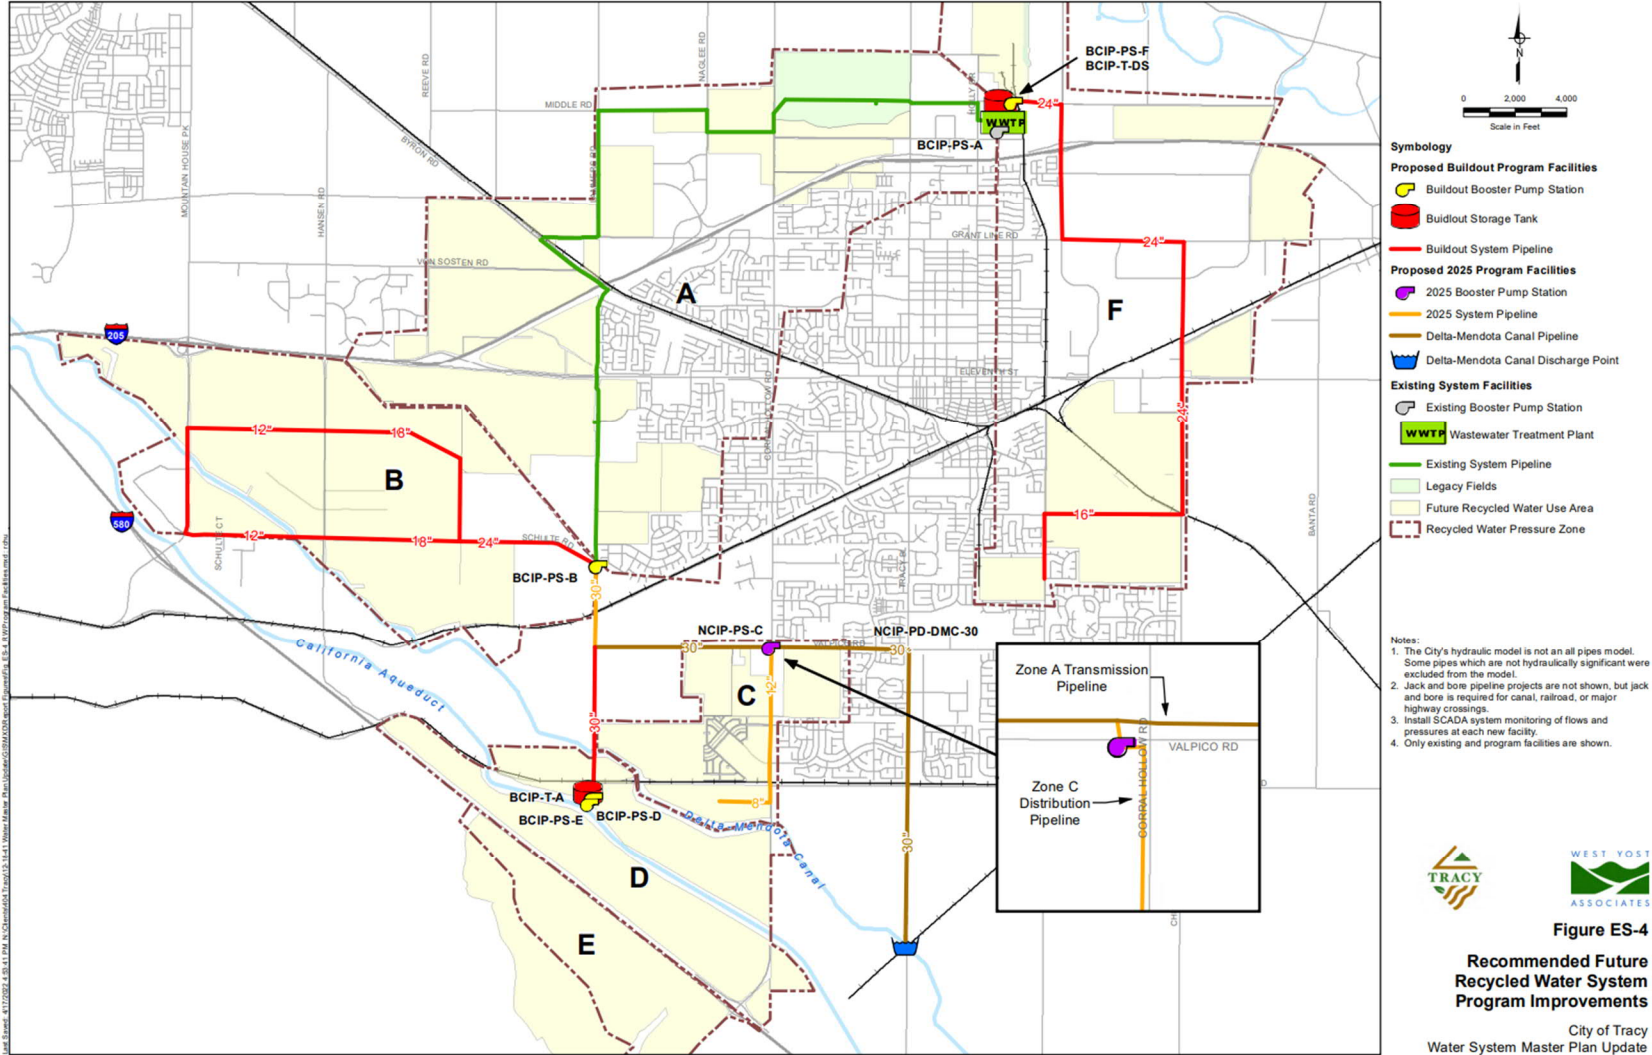 BCIP-PS-F
BCIP-T-DS
N
0 2,000 4,000
Scale in Feet
REEVE RD
NAGLEE RD
MIDDLE RD
BYRON RD
MOUNTAIN HOUSE PK
HANSEN RD
24"
WWTP
BCIP-PS-A
GRANT LINE RD
24"
VON SOSTEN RD
A
F
205
ELEVENTH ST
24"
12"
18"
B
580
SCHULTE CT
12"
18"
24"
SCHULTE RD
16"
BANTA RD
BCIP-PS-B
30"
NCIP-PS-C
NCIP-PD-DMC-30
30"
VALPICO RD
30"
California Aqueduct
C
12"
30"
BCIP-T-A
BCIP-PS-E
BCIP-PS-D
8"
Delta-Mendota Canal
30"
D
E
Zone A Transmission
Pipeline
VALPICO RD
Zone C
Distribution
Pipeline
CORRAL HOLLOW RD
Symbology
Proposed Buildout Program Facilities
Buildout Booster Pump Station
Buidlout Storage Tank
Buildout System Pipeline
Proposed 2025 Program Facilities
2025 Booster Pump Station
2025 System Pipeline
Delta-Mendota Canal Pipeline
Delta-Mendota Canal Discharge Point
Existing System Facilities
Existing Booster Pump Station
WWTP Wastewater Treatment Plant
Existing System Pipeline
Legacy Fields
Future Recycled Water Use Area
Recycled Water Pressure Zone
Notes:
1. The City's hydraulic model is not an all pipes model.
Some pipes which are not hydraulically significant were
excluded from the model.
2. Jack and bore pipeline projects are not shown, but jack
and bore is required for canal, railroad, or major
highway crossings.
3. Install SCADA system monitoring of flows and
pressures at each new facility.
4. Only existing and program facilities are shown.
TRACY
WEST YOST
ASSOCIATES
Figure ES-4
Recommended Future
Recycled Water System
Program Improvements
City of Tracy
Water System Master Plan Update